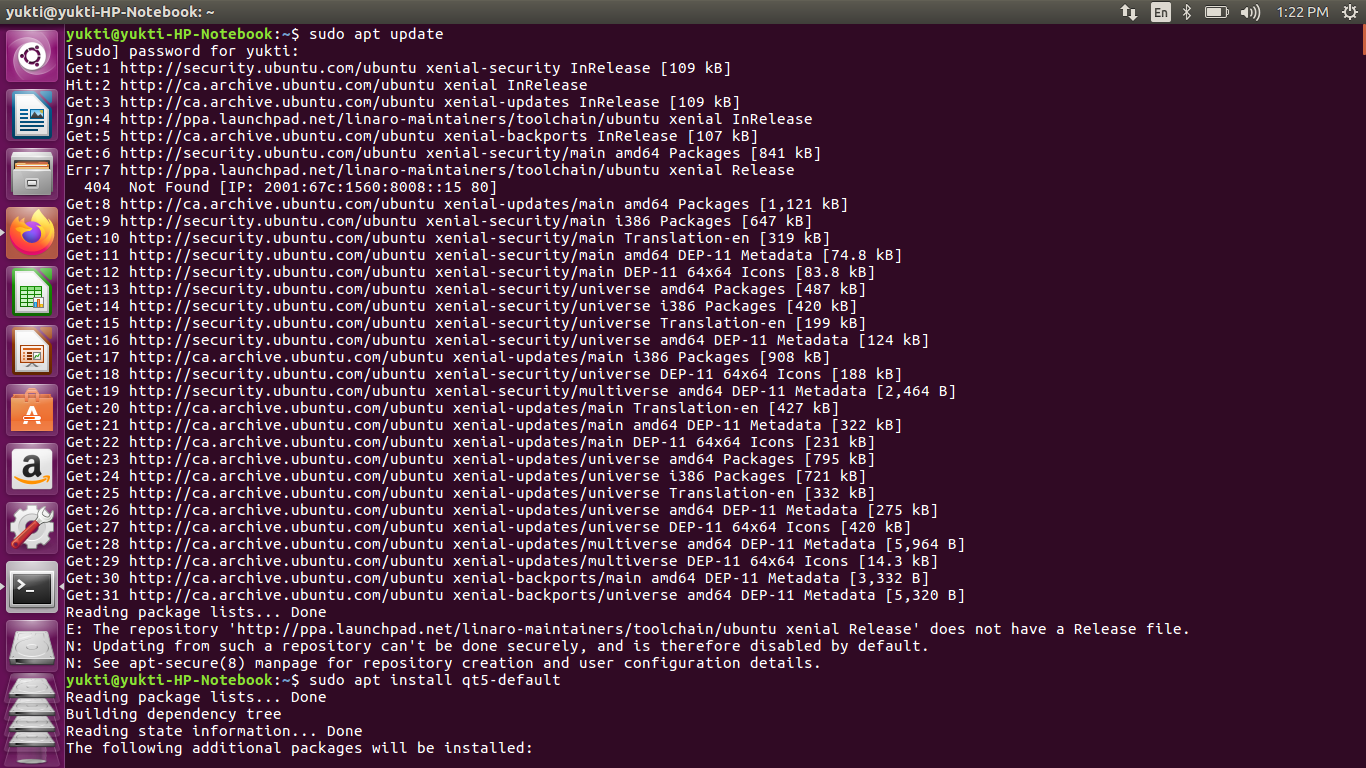 yukti@yukti-HP-Notebook: ~
En
1:22 PM
yukti@yukti-HP-Notebook:~$ sudo apt update
[sudo] password for yukti:
Get:1 http://security.ubuntu.com/ubuntu xenial-security InRelease [109 kB]
Hit:2 http://ca.archive.ubuntu.com/ubuntu xenial InRelease
Get:3 http://ca.archive.ubuntu.com/ubuntu xenial-updates InRelease [109 kB]
Ign:4 http://ppa.launchpad.net/linaro-maintainers/toolchain/ubuntu xenial InRelease
Get:5 http://ca.archive.ubuntu.com/ubuntu xenial-backports InRelease [107 kB]
Get:6 http://security.ubuntu.com/ubuntu xenial-security/main amd64 Packages [841 kB]
Err:7 http://ppa.launchpad.net/linaro-maintainers/toolchain/ubuntu xenial Release
  404  Not Found [IP: 2001:67c:1560:8008::15 80]
Get:8 http://ca.archive.ubuntu.com/ubuntu xenial-updates/main amd64 Packages [1,121 kB]
Get:9 http://security.ubuntu.com/ubuntu xenial-security/main i386 Packages [647 kB]
Get:10 http://security.ubuntu.com/ubuntu xenial-security/main Translation-en [319 kB]
Get:11 http://security.ubuntu.com/ubuntu xenial-security/main amd64 DEP-11 Metadata [74.8 kB]
Get:12 http://security.ubuntu.com/ubuntu xenial-security/main DEP-11 64x64 Icons [83.8 kB]
Get:13 http://security.ubuntu.com/ubuntu xenial-security/universe amd64 Packages [487 kB]
Get:14 http://security.ubuntu.com/ubuntu xenial-security/universe i386 Packages [420 kB]
Get:15 http://security.ubuntu.com/ubuntu xenial-security/universe Translation-en [199 kB]
Get:16 http://security.ubuntu.com/ubuntu xenial-security/universe amd64 DEP-11 Metadata [124 kB]
Get:17 http://ca.archive.ubuntu.com/ubuntu xenial-updates/main i386 Packages [908 kB]
Get:18 http://security.ubuntu.com/ubuntu xenial-security/universe DEP-11 64x64 Icons [188 kB]
Get:19 http://security.ubuntu.com/ubuntu xenial-security/multiverse amd64 DEP-11 Metadata [2,464 B]
Get:20 http://ca.archive.ubuntu.com/ubuntu xenial-updates/main Translation-en [427 kB]
Get:21 http://ca.archive.ubuntu.com/ubuntu xenial-updates/main amd64 DEP-11 Metadata [322 kB]
Get:22 http://ca.archive.ubuntu.com/ubuntu xenial-updates/main DEP-11 64x64 Icons [231 kB]
Get:23 http://ca.archive.ubuntu.com/ubuntu xenial-updates/universe amd64 Packages [795 kB]
Get:24 http://ca.archive.ubuntu.com/ubuntu xenial-updates/universe i386 Packages [721 kB]
Get:25 http://ca.archive.ubuntu.com/ubuntu xenial-updates/universe Translation-en [332 kB]
Get:26 http://ca.archive.ubuntu.com/ubuntu xenial-updates/universe amd64 DEP-11 Metadata [275 kB]
Get:27 http://ca.archive.ubuntu.com/ubuntu xenial-updates/universe DEP-11 64x64 Icons [420 kB]
Get:28 http://ca.archive.ubuntu.com/ubuntu xenial-updates/multiverse amd64 DEP-11 Metadata [5,964 B]
Get:29 http://ca.archive.ubuntu.com/ubuntu xenial-updates/multiverse DEP-11 64x64 Icons [14.3 kB]
Get:30 http://ca.archive.ubuntu.com/ubuntu xenial-backports/main amd64 DEP-11 Metadata [3,332 B]
Get:31 http://ca.archive.ubuntu.com/ubuntu xenial-backports/universe amd64 DEP-11 Metadata [5,320 B]
Reading package lists... Done
E: The repository 'http://ppa.launchpad.net/linaro-maintainers/toolchain/ubuntu xenial Release' does not have a Release file.
N: Updating from such a repository can't be done securely, and is therefore disabled by default.
N: See apt-secure(8) manpage for repository creation and user configuration details.
yukti@yukti-HP-Notebook:~$ sudo apt install qt5-default
Reading package lists... Done
Building dependency tree
Reading state information... Done
The following additional packages will be installed: